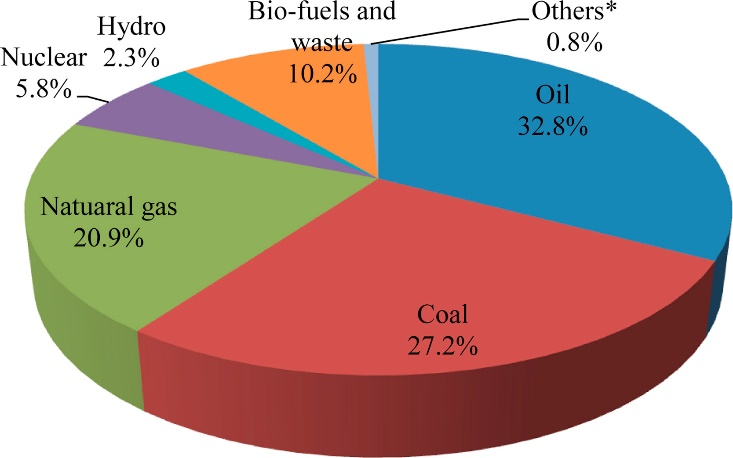 Bio-fuels and
waste
10.2%
Others*
0.8%
Hydro
2.3%
Nuclear
5.8%
Oil
32.8%
Natuaral gas
20.9%
Coal
27.2%